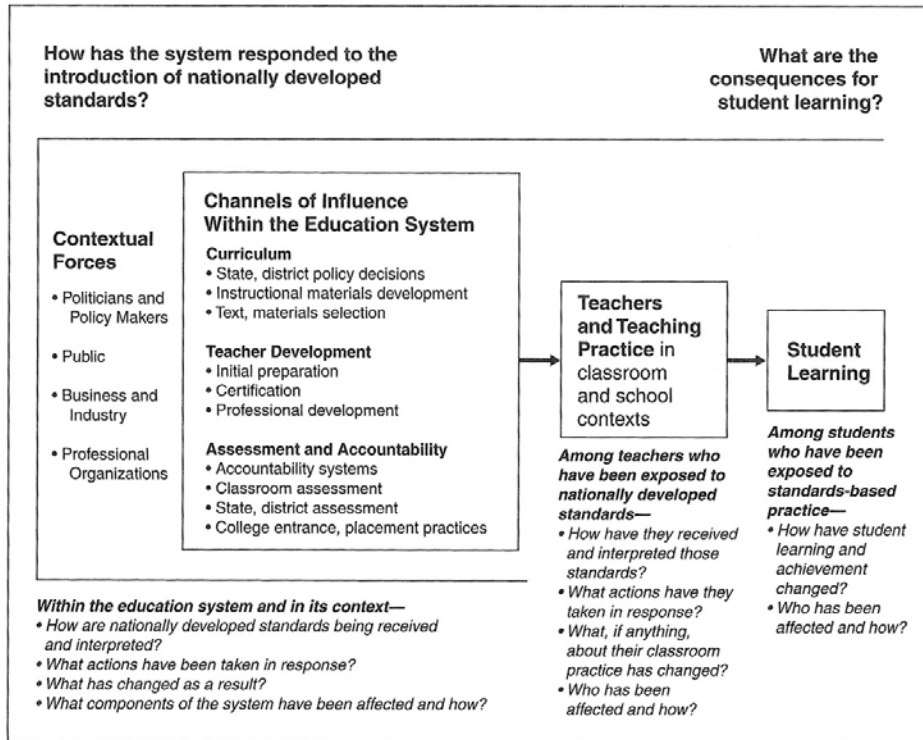 How has the system responded to the
introduction of nationally developed
standards?
What are the
consequences for
student learning?
Contextual
Forces
• Politicians and
Policy Makers
• Public
• Business and
Industry
• Professional
Organizations
Channels of Influence
Within the Education System
Curriculum
• State, district policy decisions
• Instructional materials development
• Text, materials selection
Teacher Development
• Initial preparation
• Certification
• Professional development
Assessment and Accountability
• Accountability systems
• Classroom assessment
• State, district assessment
• College entrance, placement practices
Teachers
and Teaching
Practice in
classroom
and school
contexts
Student
Learning
Within the education system and in its context—
• How are nationally developed standards being received
and interpreted?
• What actions have been taken in response?
• What has changed as a result?
• What components of the system have been affected and how?
Among teachers who
have been exposed to
nationally developed
standards—
• How have they received
and interpreted those
standards?
• What actions have they
taken in response?
• What, if anything,
about their classroom
practice has changed?
• Who has been
affected and how?
Among students
who have been
exposed to
standards-based
practice—
• How have student
learning and
achievement
changed?
• Who has been
affected and how?